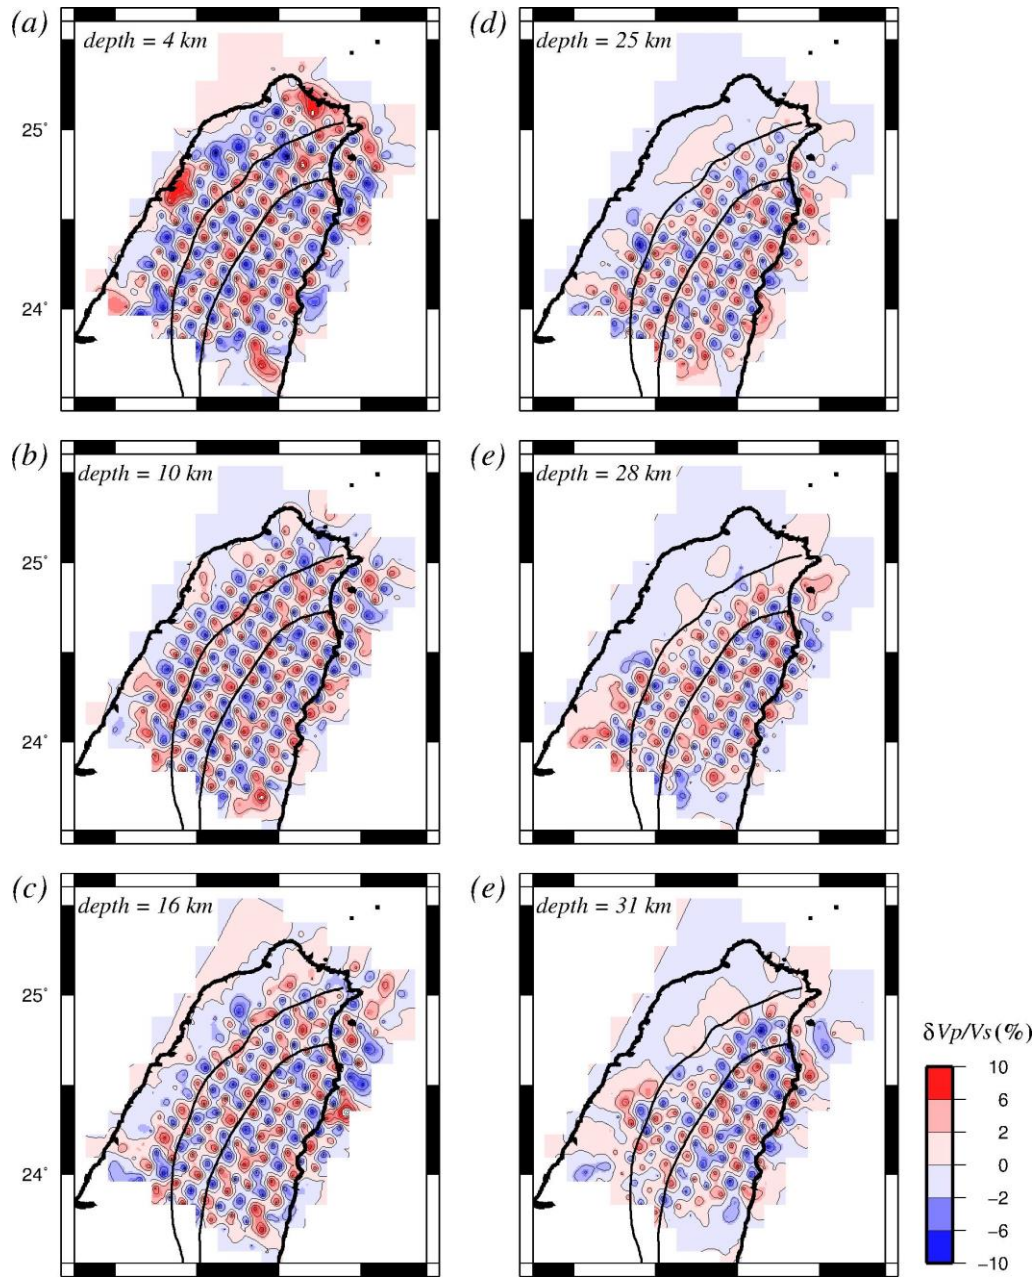 (a)
depth = 4 km
25°
24°
(b)
depth = 10 km
25°
24°
(c)
depth = 16 km
25°
24°
(d)
depth = 25 km
(e)
depth = 28 km
(e)
depth = 31 km
δVp/Vs (%)
10
6
2
0
−2
−6
−10